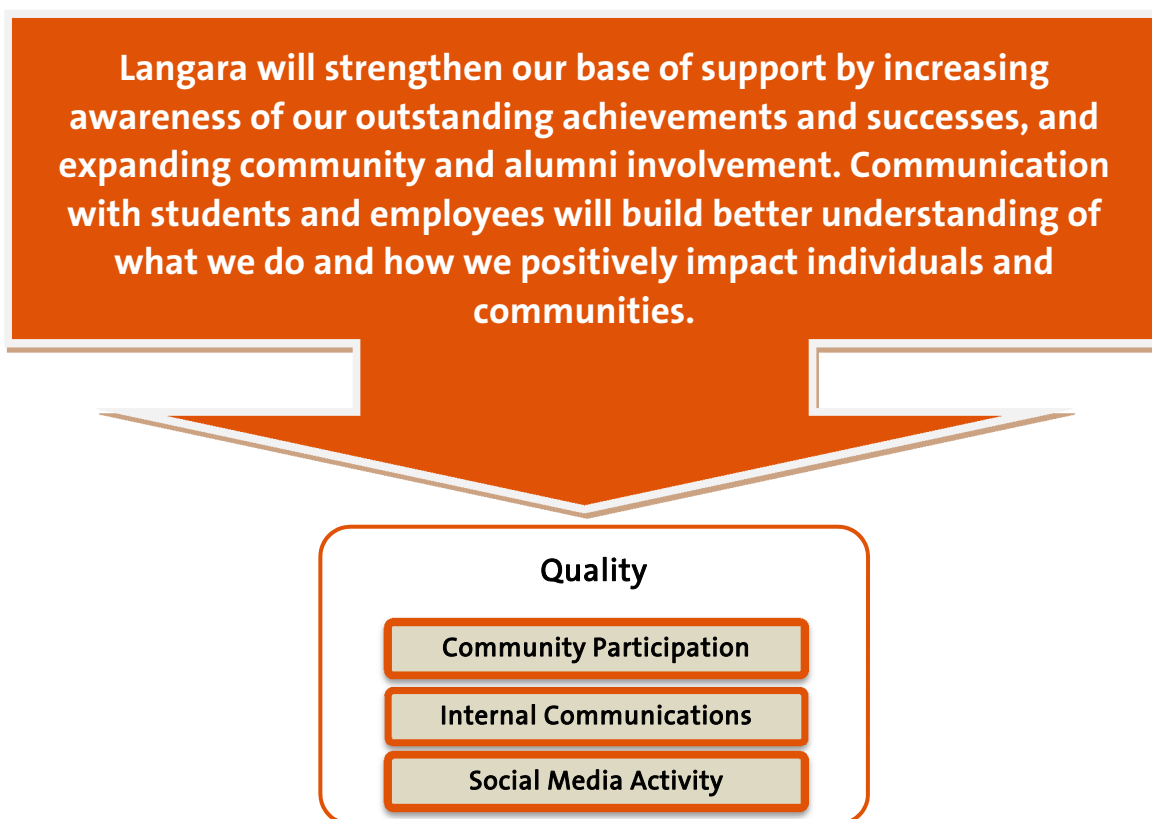 Langara will strengthen our base of support by increasing
awareness of our outstanding achievements and successes, and
expanding community and alumni involvement. Communication
with students and employees will build better understanding of
what we do and how we positively impact individuals and
communities.
Quality
Community Participation
Internal Communications
Social Media Activity